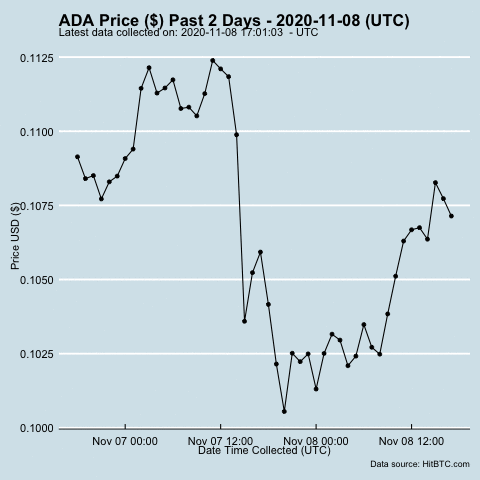 ADA Price ($) Past 2 Days - 2020-11-08 (UTC)
Latest data collected on: 2020-11-08 17:01:03 - UTC
0.1125
0.1100
0.1075
0.1050
0.1025
0.1000
Price USD ($)
Nov 07 00:00 Nov 07 12:00 Nov 08 00:00 Nov 08 12:00
Date Time Collected (UTC)
Data source: HitBTC.com